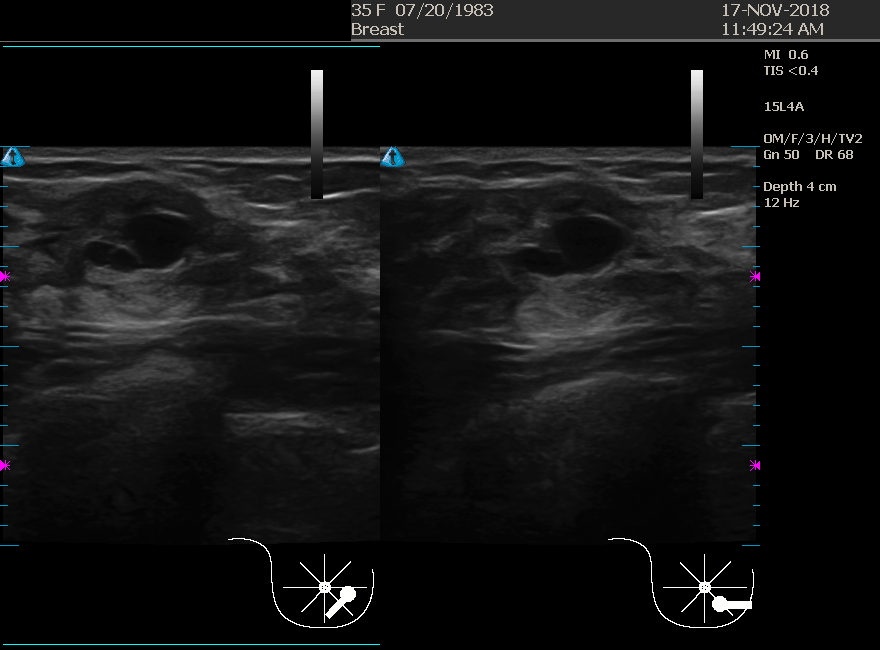 35 F 07/20/1983
17-NOV-2018
Breast
11:49:24 AM
MI 0.6
TIS <0.4
15L4A
OM/F/3/H/TV2
Gn 50 DR 68
Depth 4 cm
12 Hz